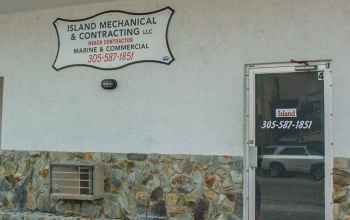 ISLAND MECHANICAL
& CONTRACTING LLC
MARINE & COMMERCIAL
305-587-1851
Island
305-587-1851